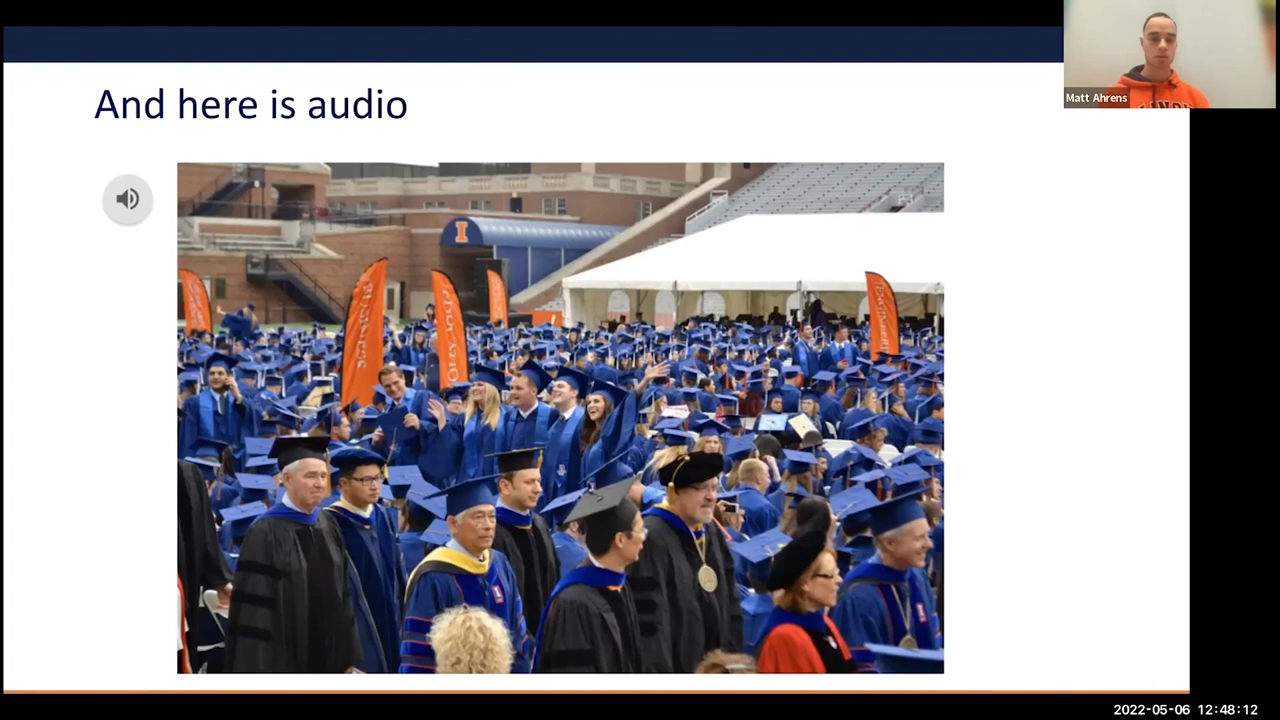 And here is audio
Matt Ahrens
I
2022-05-06 12:48:12